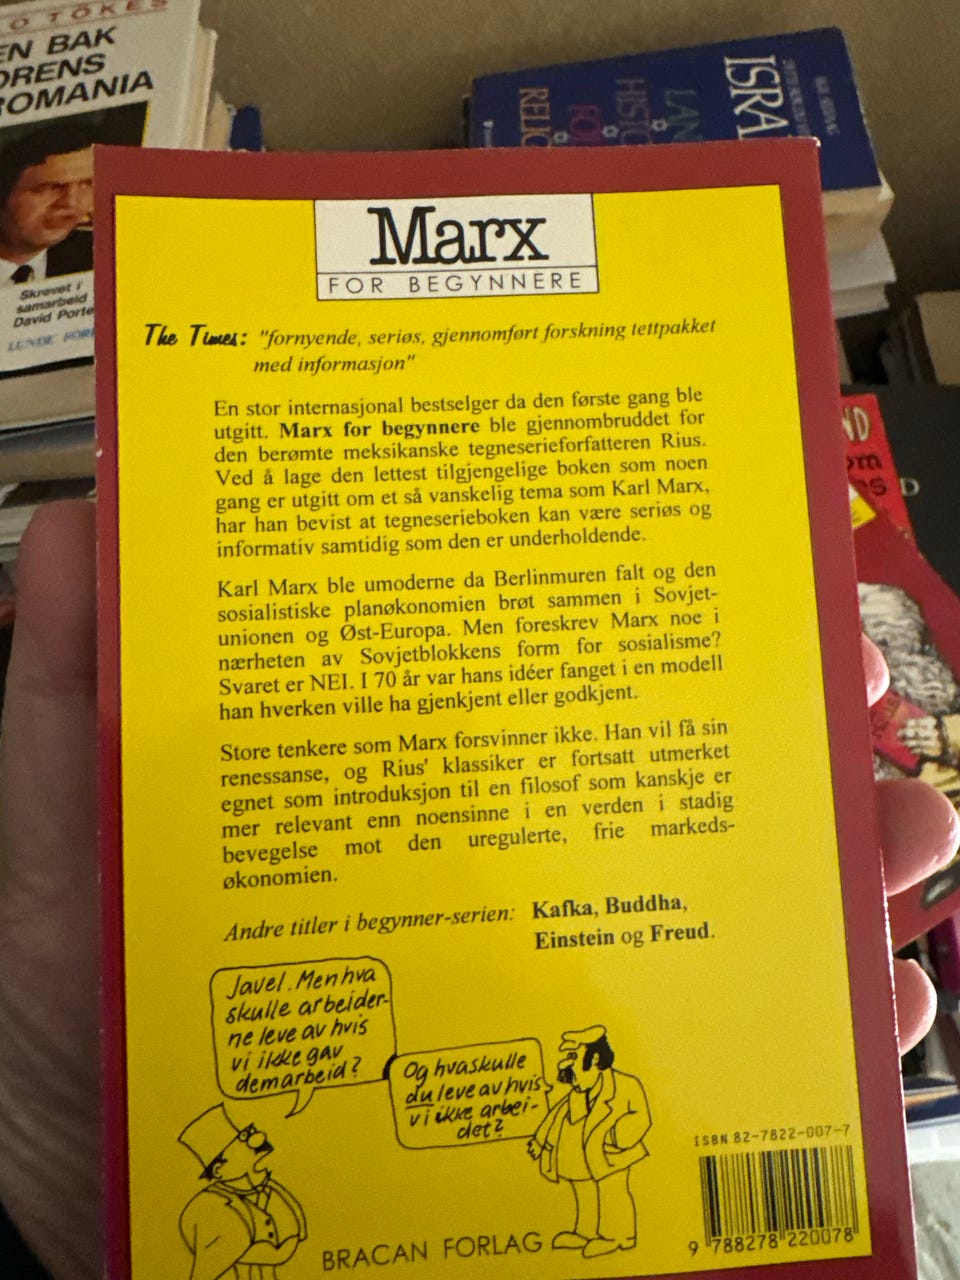 O TÖKES
EN BAK
ORENS
ROMANIA
Skrevet i
samarbeid
David Porte
LUNDE FOR
ISRA
LAN
HIST
FOL
RELIG
Marx
FOR BEGYNNERE
The Times: "fornyende, seriøs, gjennomført forskning tettpakket
med informasjon"
En stor internasjonal bestselger da den første gang ble
utgitt. Marx for begynnere ble gjennombruddet for
den berømte meksikanske tegneserieforfatteren Rius.
Ved å lage den lettest tilgjengelige boken som noen
gang er utgitt om et så vanskelig tema som Karl Marx,
har han bevist at tegneserieboken kan være seriøs og
informativ samtidig som den er underholdende.
Karl Marx ble umoderne da Berlinmuren falt og den
sosialistiske planøkonomien brøt sammen i Sovjet-
unionen og Øst-Europa. Men foreskrev Marx noe i
nærheten av Sovjetblokkens form for sosialisme?
Svaret er NEI. I 70 år var hans idéer fanget i en modell
han hverken ville ha gjenkjent eller godkjent.
Store tenkere som Marx forsvinner ikke. Han vil få sin
renessanse, og Rius' klassiker er fortsatt utmerket
egnet som introduksjon til en filosof som kanskje er
mer relevant enn noensinne i en verden i stadig
bevegelse mot den uregulerte, frie markeds-
økonomien.
Andre titler i begynner-serien: Kafka, Buddha,
Einstein og Freud.
Javel. Men hva
skulle arbeider-
ne leve av hvis
vi ikke gav
dem arbeid?
Og hva skulle
du leve av hvis
vi ikke arbei-
det?
ISBN 82-7822-007-7
9 788278 220078
BRACAN FORLAG
ND
om
es
D